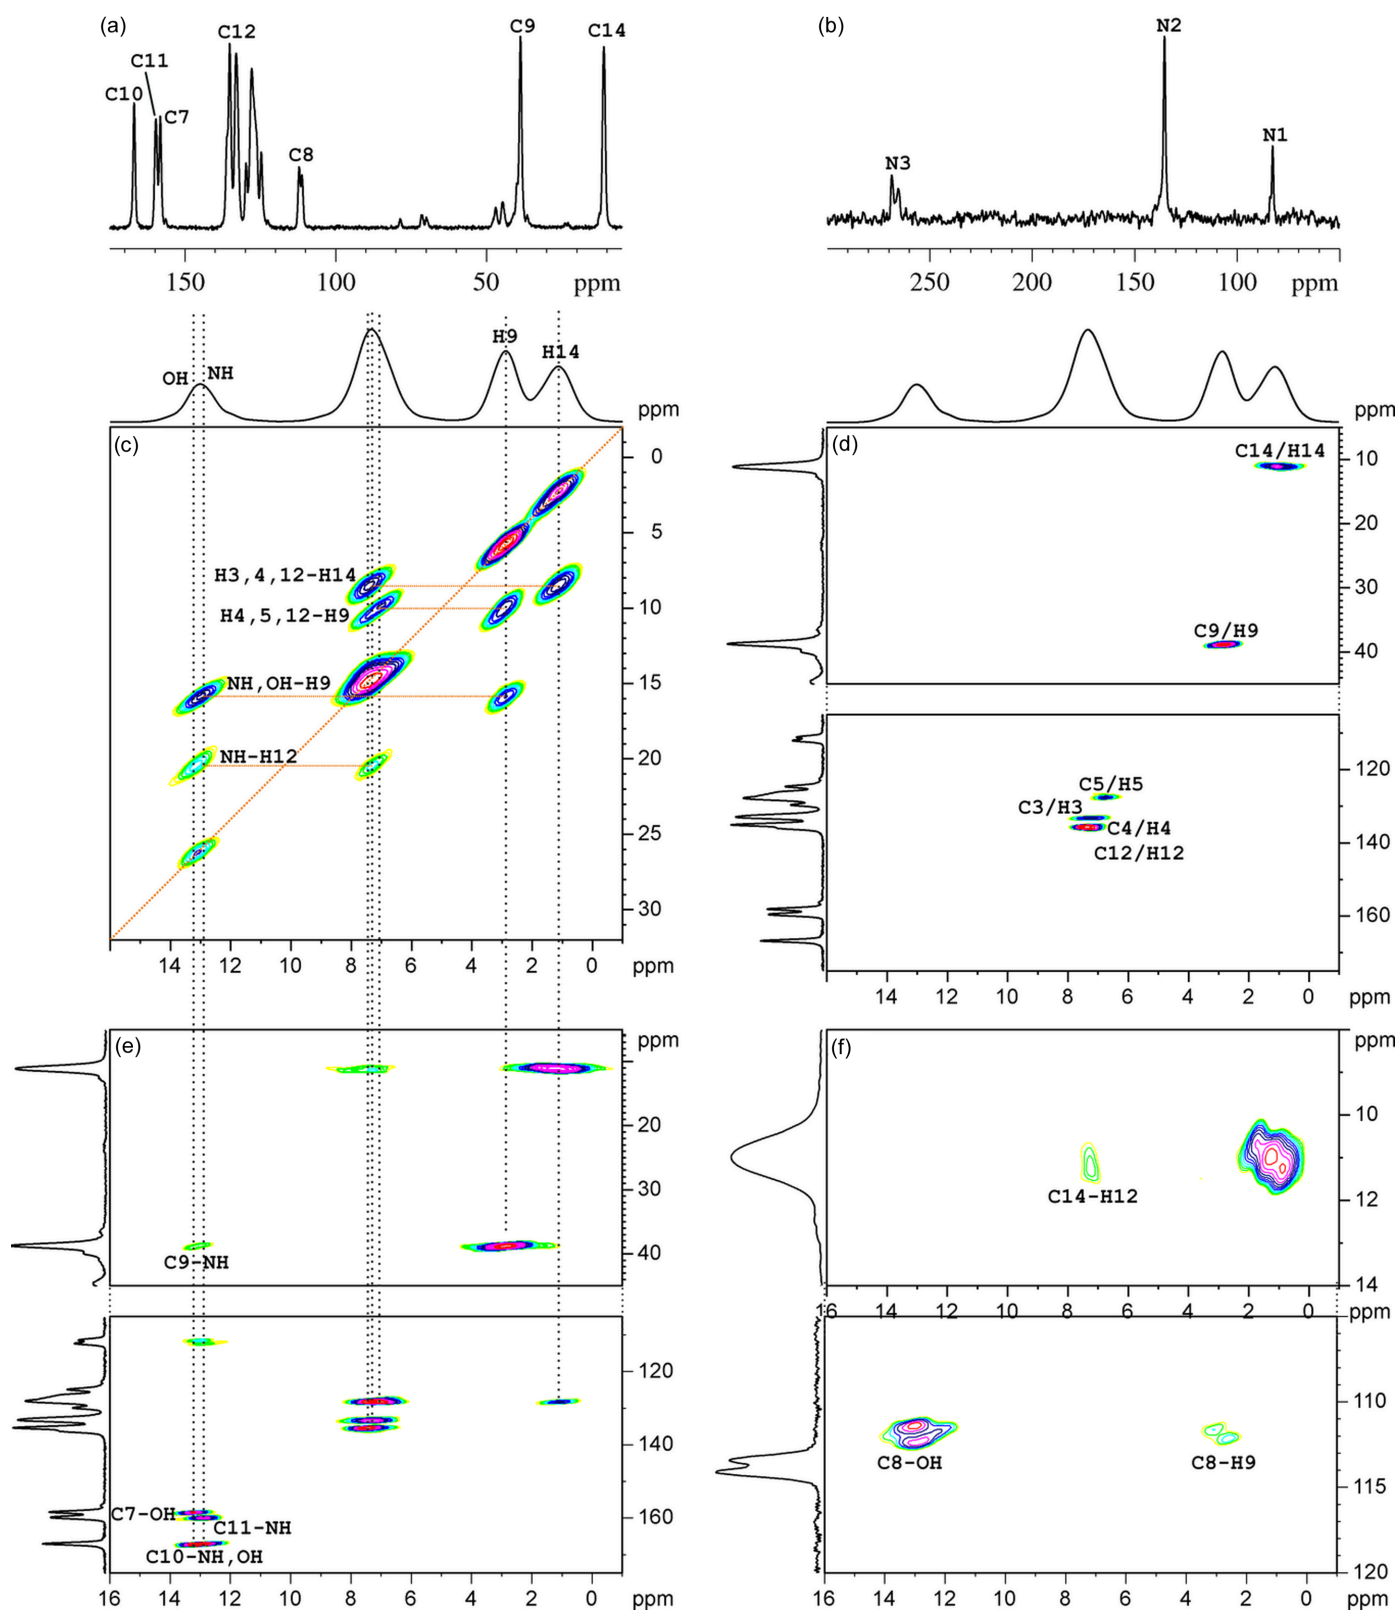 (a)
C10
C11
C7
C12
C8
C9
C14
150
100
50
ppm
(b)
N3
N2
N1
250
200
150
100
ppm
OH
NH
H9
H14
ppm
(c)
H3,4,12-H14
H4,5,12-H9
NH,OH-H9
NH-H12
0
5
10
15
20
25
30
14
12
10
8
6
4
2
0
ppm
ppm
(d)
C14/H14
C9/H9
10
20
30
40
C5/H5
C3/H3
C4/H4
C12/H12
120
140
160
14
12
10
8
6
4
2
0
ppm
(e)
ppm
20
30
40
C9-NH
120
140
160
C7-OH
C11-NH
C10-NH,OH
16
14
12
10
8
6
4
2
0
ppm
(f)
ppm
10
12
14
C14-H12
16
14
12
10
8
6
4
2
0
ppm
110
115
120
C8-OH
C8-H9
16
14
12
10
8
6
4
2
0
ppm